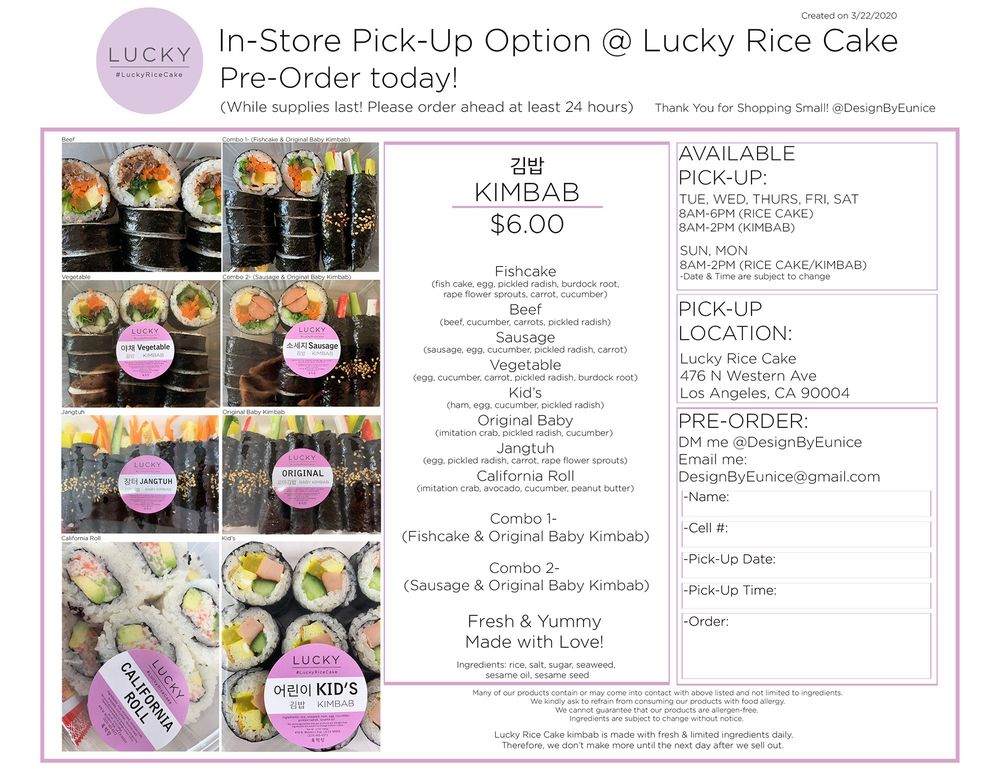 Created on 3/22/2020
LUCKY
#LuckyRiceCake
In-Store Pick-Up Option @ Lucky Rice Cake
Pre-Order today!
(While supplies last! Please order ahead at least 24 hours)
Thank You for Shopping Small! @DesignByEunice
Beef
Combo 1- (Fishcake & Original Baby Kimbab)
Vegetable
Combo 2- (Sausage & Original Baby Kimbab)
LUCKY
야채 Vegetable
김밥 KIMBAB
LUCKY
소세지 Sausage
김밥 KIMBAB
Jangtuh
Original Baby Kimbab
LUCKY
장터 JANGTUH
BABY KIMBAB
LUCKY
ORIGINAL
꼬마김밥 BABY KIMBAB
California Roll
Kid's
LUCKY
#LuckyRiceCake
CALIFORNIA
ROLL
LUCKY
#LuckyRiceCake
어린이 KID'S
김밥 KIMBAB
김밥
KIMBAB
$6.00
Fishcake
(fish cake, egg, pickled radish, burdock root,
rape flower sprouts, carrot, cucumber)
Beef
(beef, cucumber, carrots, pickled radish)
Sausage
(sausage, egg, cucumber, pickled radish, carrot)
Vegetable
(egg, cucumber, carrot, pickled radish, burdock root)
Kid's
(ham, egg, cucumber, pickled radish)
Original Baby
(imitation crab, pickled radish, cucumber)
Jangtuh
(egg, pickled radish, carrot, rape flower sprouts)
California Roll
(imitation crab, avocado, cucumber, peanut butter)
Combo 1-
(Fishcake & Original Baby Kimbab)
Combo 2-
(Sausage & Original Baby Kimbab)
Fresh & Yummy
Made with Love!
Ingredients: rice, salt, sugar, seaweed,
sesame oil, sesame seed
AVAILABLE
PICK-UP:
TUE, WED, THURS, FRI, SAT
8AM-6PM (RICE CAKE)
8AM-2PM (KIMBAB)
SUN, MON
8AM-2PM (RICE CAKE/KIMBAB)
-Date & Time are subject to change
PICK-UP
LOCATION:
Lucky Rice Cake
476 N Western Ave
Los Angeles, CA 90004
PRE-ORDER:
DM me @DesignByEunice
Email me:
DesignByEunice@gmail.com
-Name:
-Cell #:
-Pick-Up Date:
-Pick-Up Time:
-Order:
Many of our products contain or may come into contact with above listed and not limited to ingredients.
We kindly ask to refrain from consuming our products with food allergy.
We cannot guarantee that our products are allergen-free.
Ingredients are subject to change without notice.
Lucky Rice Cake kimbab is made with fresh & limited ingredients daily.
Therefore, we don't make more until the next day after we sell out.